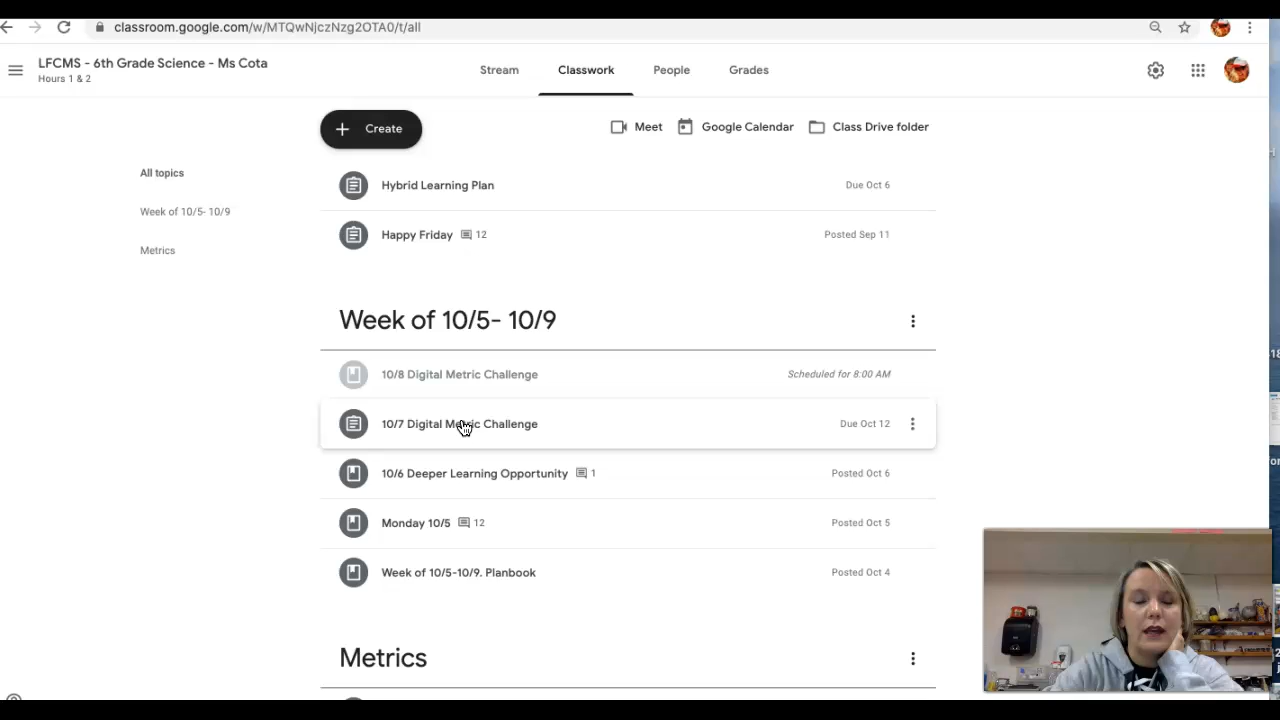 classroom.google.com/w/MTQwNjczNzg2OTA0/t/all
LFCMS - 6th Grade Science - Ms Cota
Hours 1 & 2
Stream
Classwork
People
Grades
Create
Meet
Google Calendar
Class Drive folder
All topics
Week of 10/5- 10/9
Metrics
Hybrid Learning Plan
Due Oct 6
Happy Friday 12
Posted Sep 11
Week of 10/5- 10/9
10/8 Digital Metric Challenge
Scheduled for 8:00 AM
10/7 Digital Metric Challenge
Due Oct 12
10/6 Deeper Learning Opportunity 1
Posted Oct 6
Monday 10/5 12
Posted Oct 5
Week of 10/5-10/9. Planbook
Posted Oct 4
Metrics